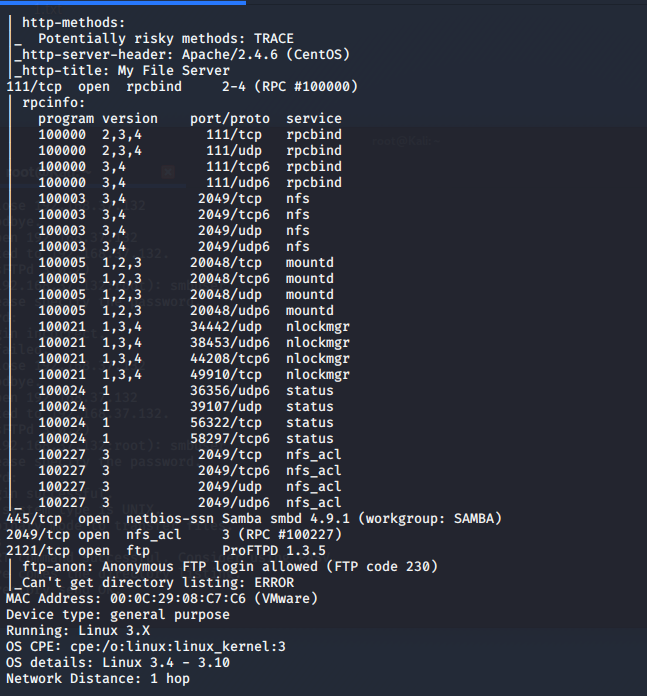 | http-methods:
|_  Potentially risky methods: TRACE
|_http-server-header: Apache/2.4.6 (CentOS)
|_http-title: My File Server
111/tcp  open  rpcbind     2-4 (RPC #100000)
| rpcinfo:
|   program version    port/proto  service
|   100000  2,3,4        111/tcp   rpcbind
|   100000  2,3,4        111/udp   rpcbind
|   100000  3,4          111/tcp6  rpcbind
|   100000  3,4          111/udp6  rpcbind
|   100003  3,4         2049/tcp   nfs
|   100003  3,4         2049/tcp6  nfs
|   100003  3,4         2049/udp   nfs
|   100003  3,4         2049/udp6  nfs
|   100005  1,2,3      20048/tcp   mountd
|   100005  1,2,3      20048/tcp6  mountd
|   100005  1,2,3      20048/udp   mountd
|   100005  1,2,3      20048/udp6  mountd
|   100021  1,3,4      34442/udp   nlockmgr
|   100021  1,3,4      38453/udp6  nlockmgr
|   100021  1,3,4      44208/tcp6  nlockmgr
|   100021  1,3,4      49910/tcp   nlockmgr
|   100024  1          36356/udp6  status
|   100024  1          39107/udp   status
|   100024  1          56322/tcp   status
|   100024  1          58297/tcp6  status
|   100227  3           2049/tcp   nfs_acl
|   100227  3           2049/tcp6  nfs_acl
|   100227  3           2049/udp   nfs_acl
|_  100227  3           2049/udp6  nfs_acl
445/tcp  open  netbios-ssn Samba smbd 4.9.1 (workgroup: SAMBA)
2049/tcp open  nfs_acl     3 (RPC #100227)
2121/tcp open  ftp         ProFTPD 1.3.5
| ftp-anon: Anonymous FTP login allowed (FTP code 230)
|_Can't get directory listing: ERROR
MAC Address: 00:0C:29:08:C7:C6 (VMware)
Device type: general purpose
Running: Linux 3.X
OS CPE: cpe:/o:linux:linux_kernel:3
OS details: Linux 3.4 - 3.10
Network Distance: 1 hop